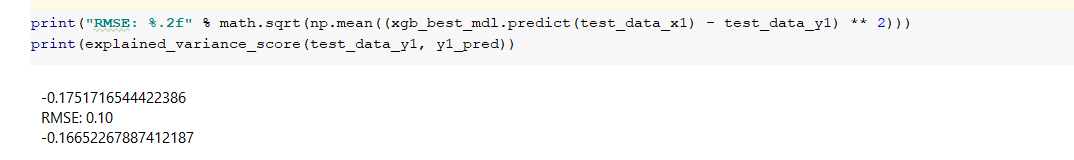 print("RMSE: %.2f" % math.sqrt(np.mean((xgb_best_mdl.predict(test_data_x1) - test_data_y1) ** 2)))
print(explained_variance_score(test_data_y1, y1_pred))
-0.1751716544422386
RMSE: 0.10
-0.16652267887412187